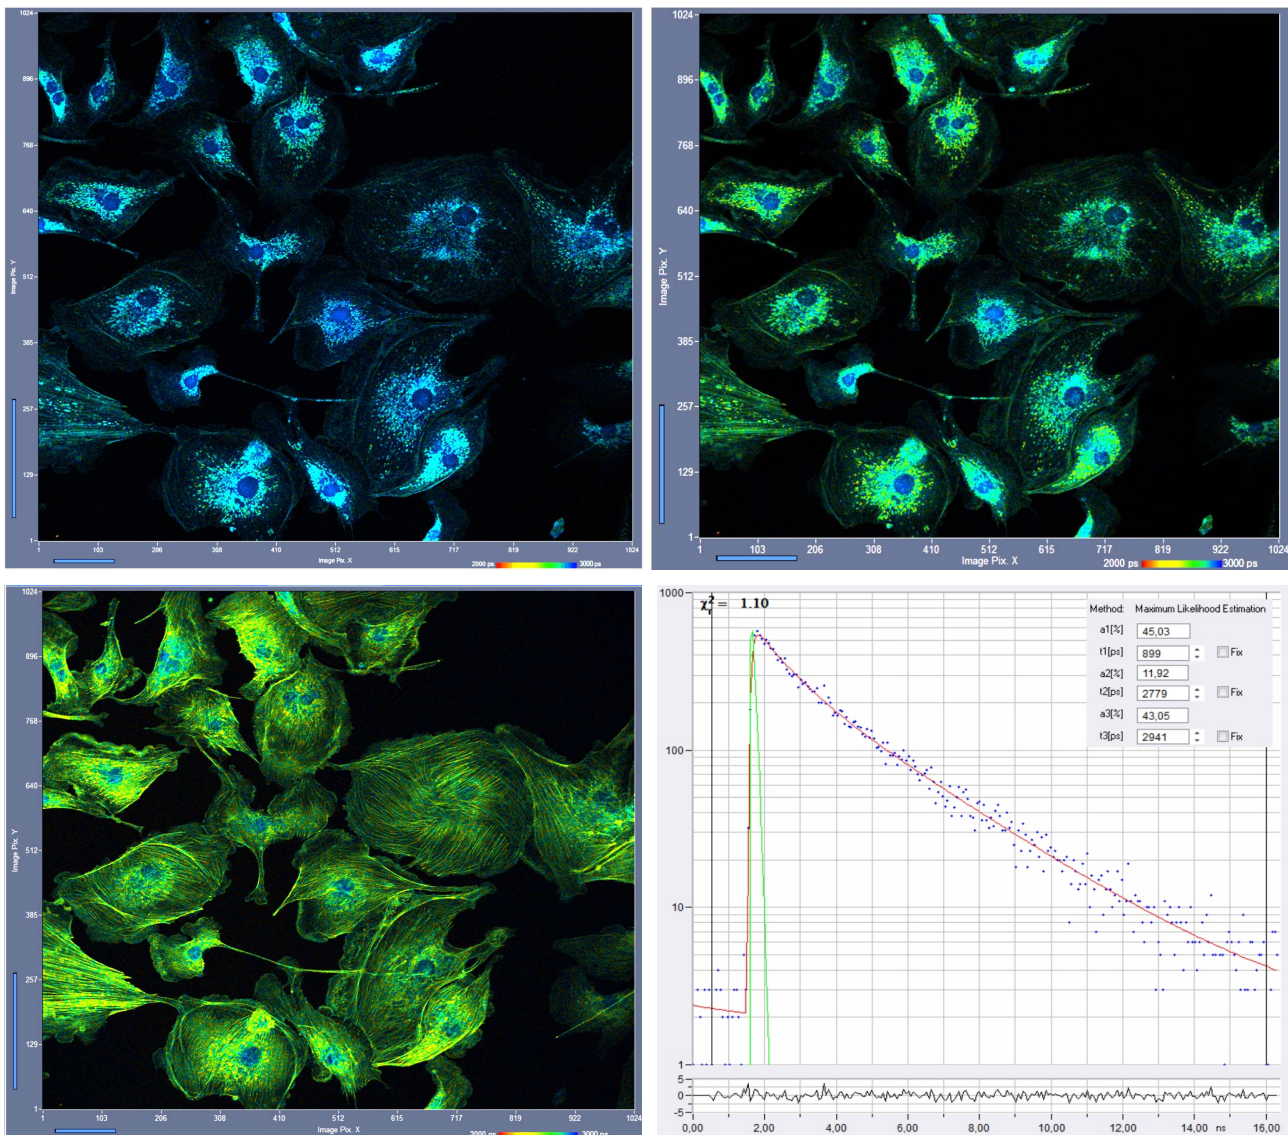 1024
896
768
640
512
385
257
129
1
Image Pix. Y
1 103 206 308 410 512 615 717 819 922 1024
Image Pix. X
2000 ps 3000 ps
1024
896
768
640
512
385
257
129
1
Image Pix. Y
1 103 206 308 410 512 615 717 819 922 1024
Image Pix. X
2000 ps 3000 ps
1024
896
768
640
512
385
257
129
1
Image Pix. Y
1 103 206 308 410 512 615 717 819 922 1024
2000 ps 3000 ps
1000
100
10
1
χ²r = 1.10
Method: Maximum Likelihood Estimation
a1[%] 45,03
t1[ps] 899 Fix
a2[%] 11,92
t2[ps] 2779 Fix
a3[%] 43,05
t3[ps] 2941 Fix
5
0
-5
0,00 2,00 4,00 6,00 8,00 10,00 12,00 14,00 ns 16,00